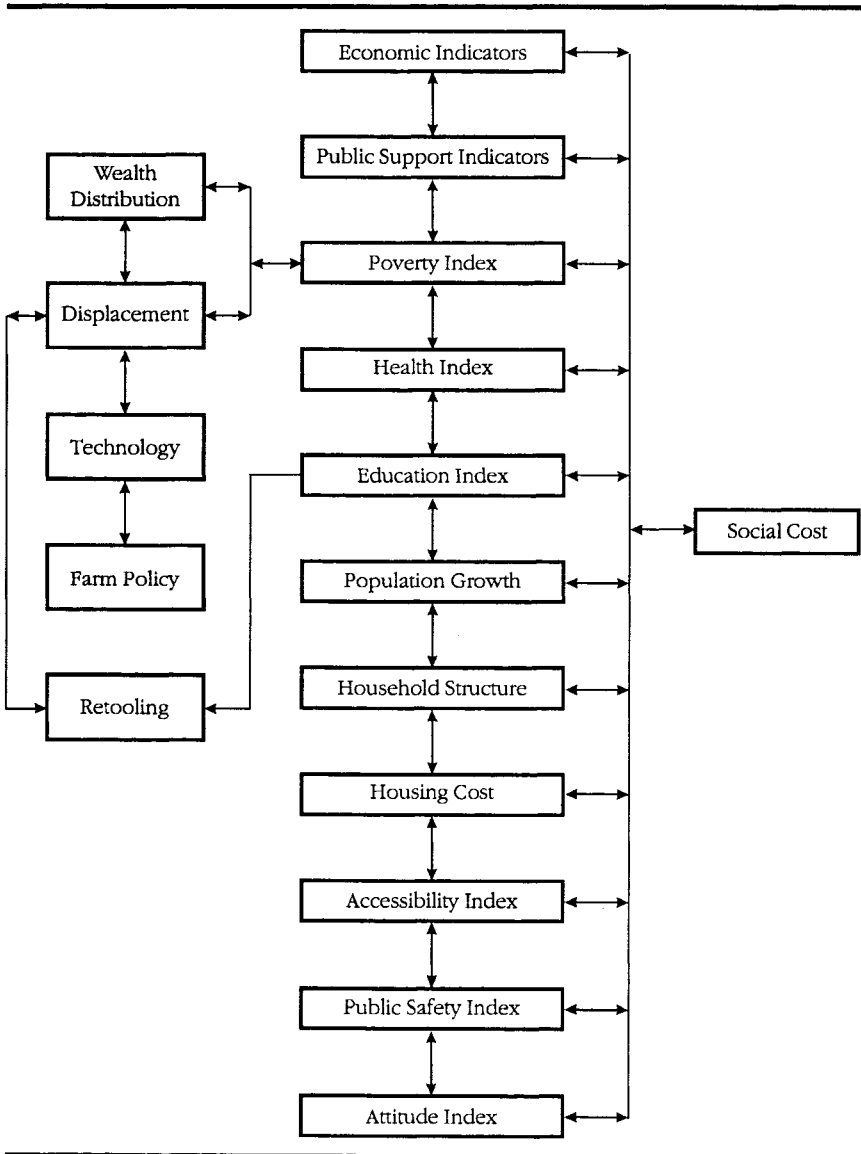 Economic Indicators
Public Support Indicators
Wealth
Distribution
Poverty Index
Displacement
Health Index
Technology
Education Index
Social Cost
Farm Policy
Population Growth
Household Structure
Retooling
Housing Cost
Accessibility Index
Public Safety Index
Attitude Index